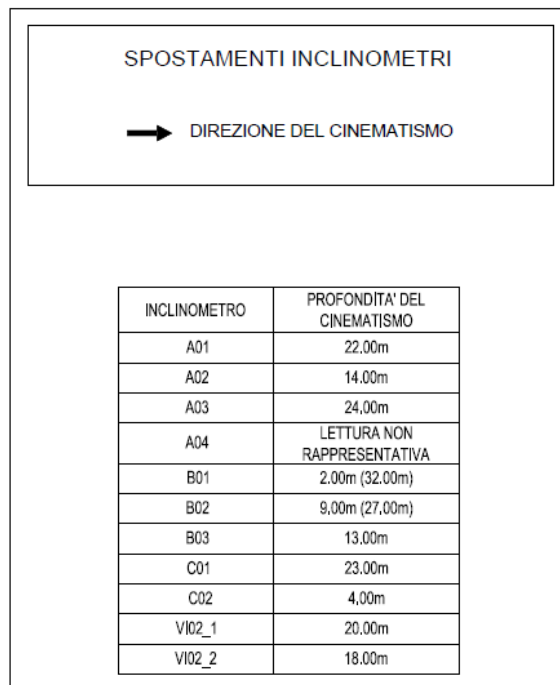 SPOSTAMENTI INCLINOMETRI
DIREZIONE DEL CINEMATISMO
INCLINOMETRO PROFONDITA' DEL
CINEMATISMO
A01 22.00m
A02 14.00m
A03 24,00m
A04 LETTURA NON
RAPPRESENTATIVA
B01 2.00m (32.00m)
B02 9,00m (27,00m)
B03 13.00m
C01 23.00m
C02 4,00m
VI02_1 20.00m
VI02_2 18.00m